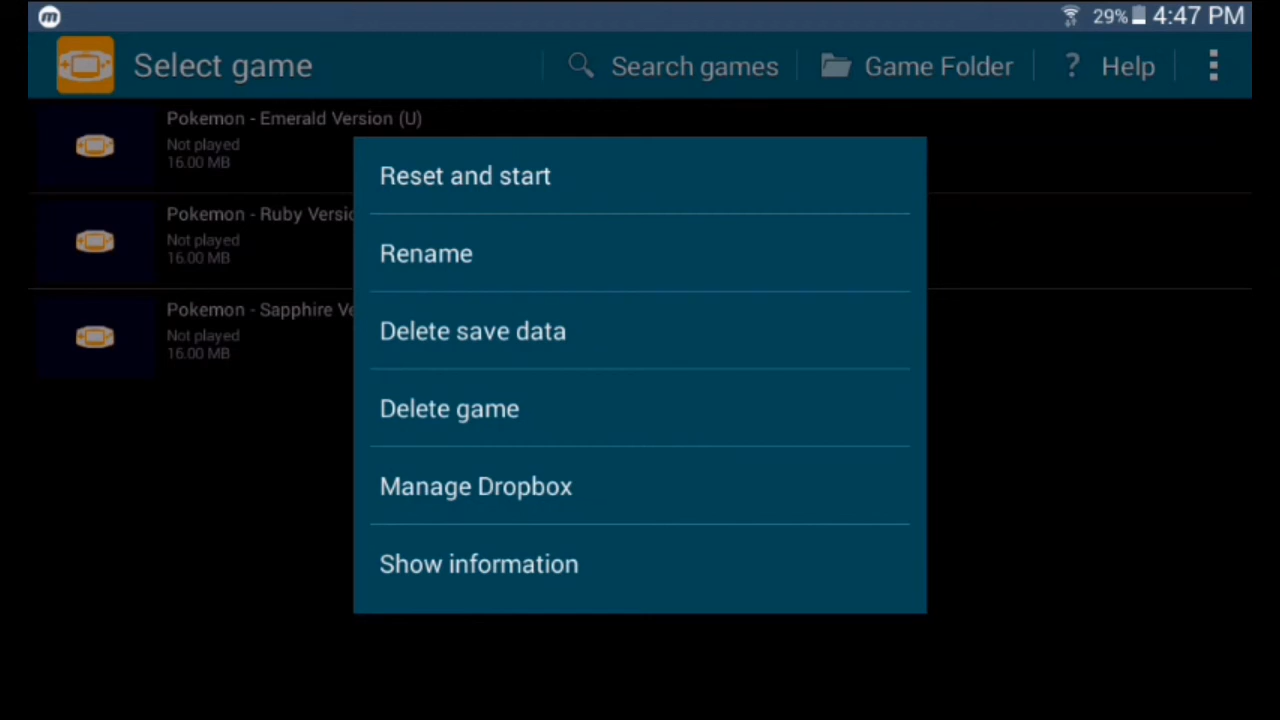 29% 4:47 PM
Select game Search games Game Folder ? Help
Pokemon - Emerald Version (U)
Not played
16.00 MB
Pokemon - Ruby Versio
Not played
16.00 MB
Pokemon - Sapphire Ve
Not played
16.00 MB
Reset and start
Rename
Delete save data
Delete game
Manage Dropbox
Show information